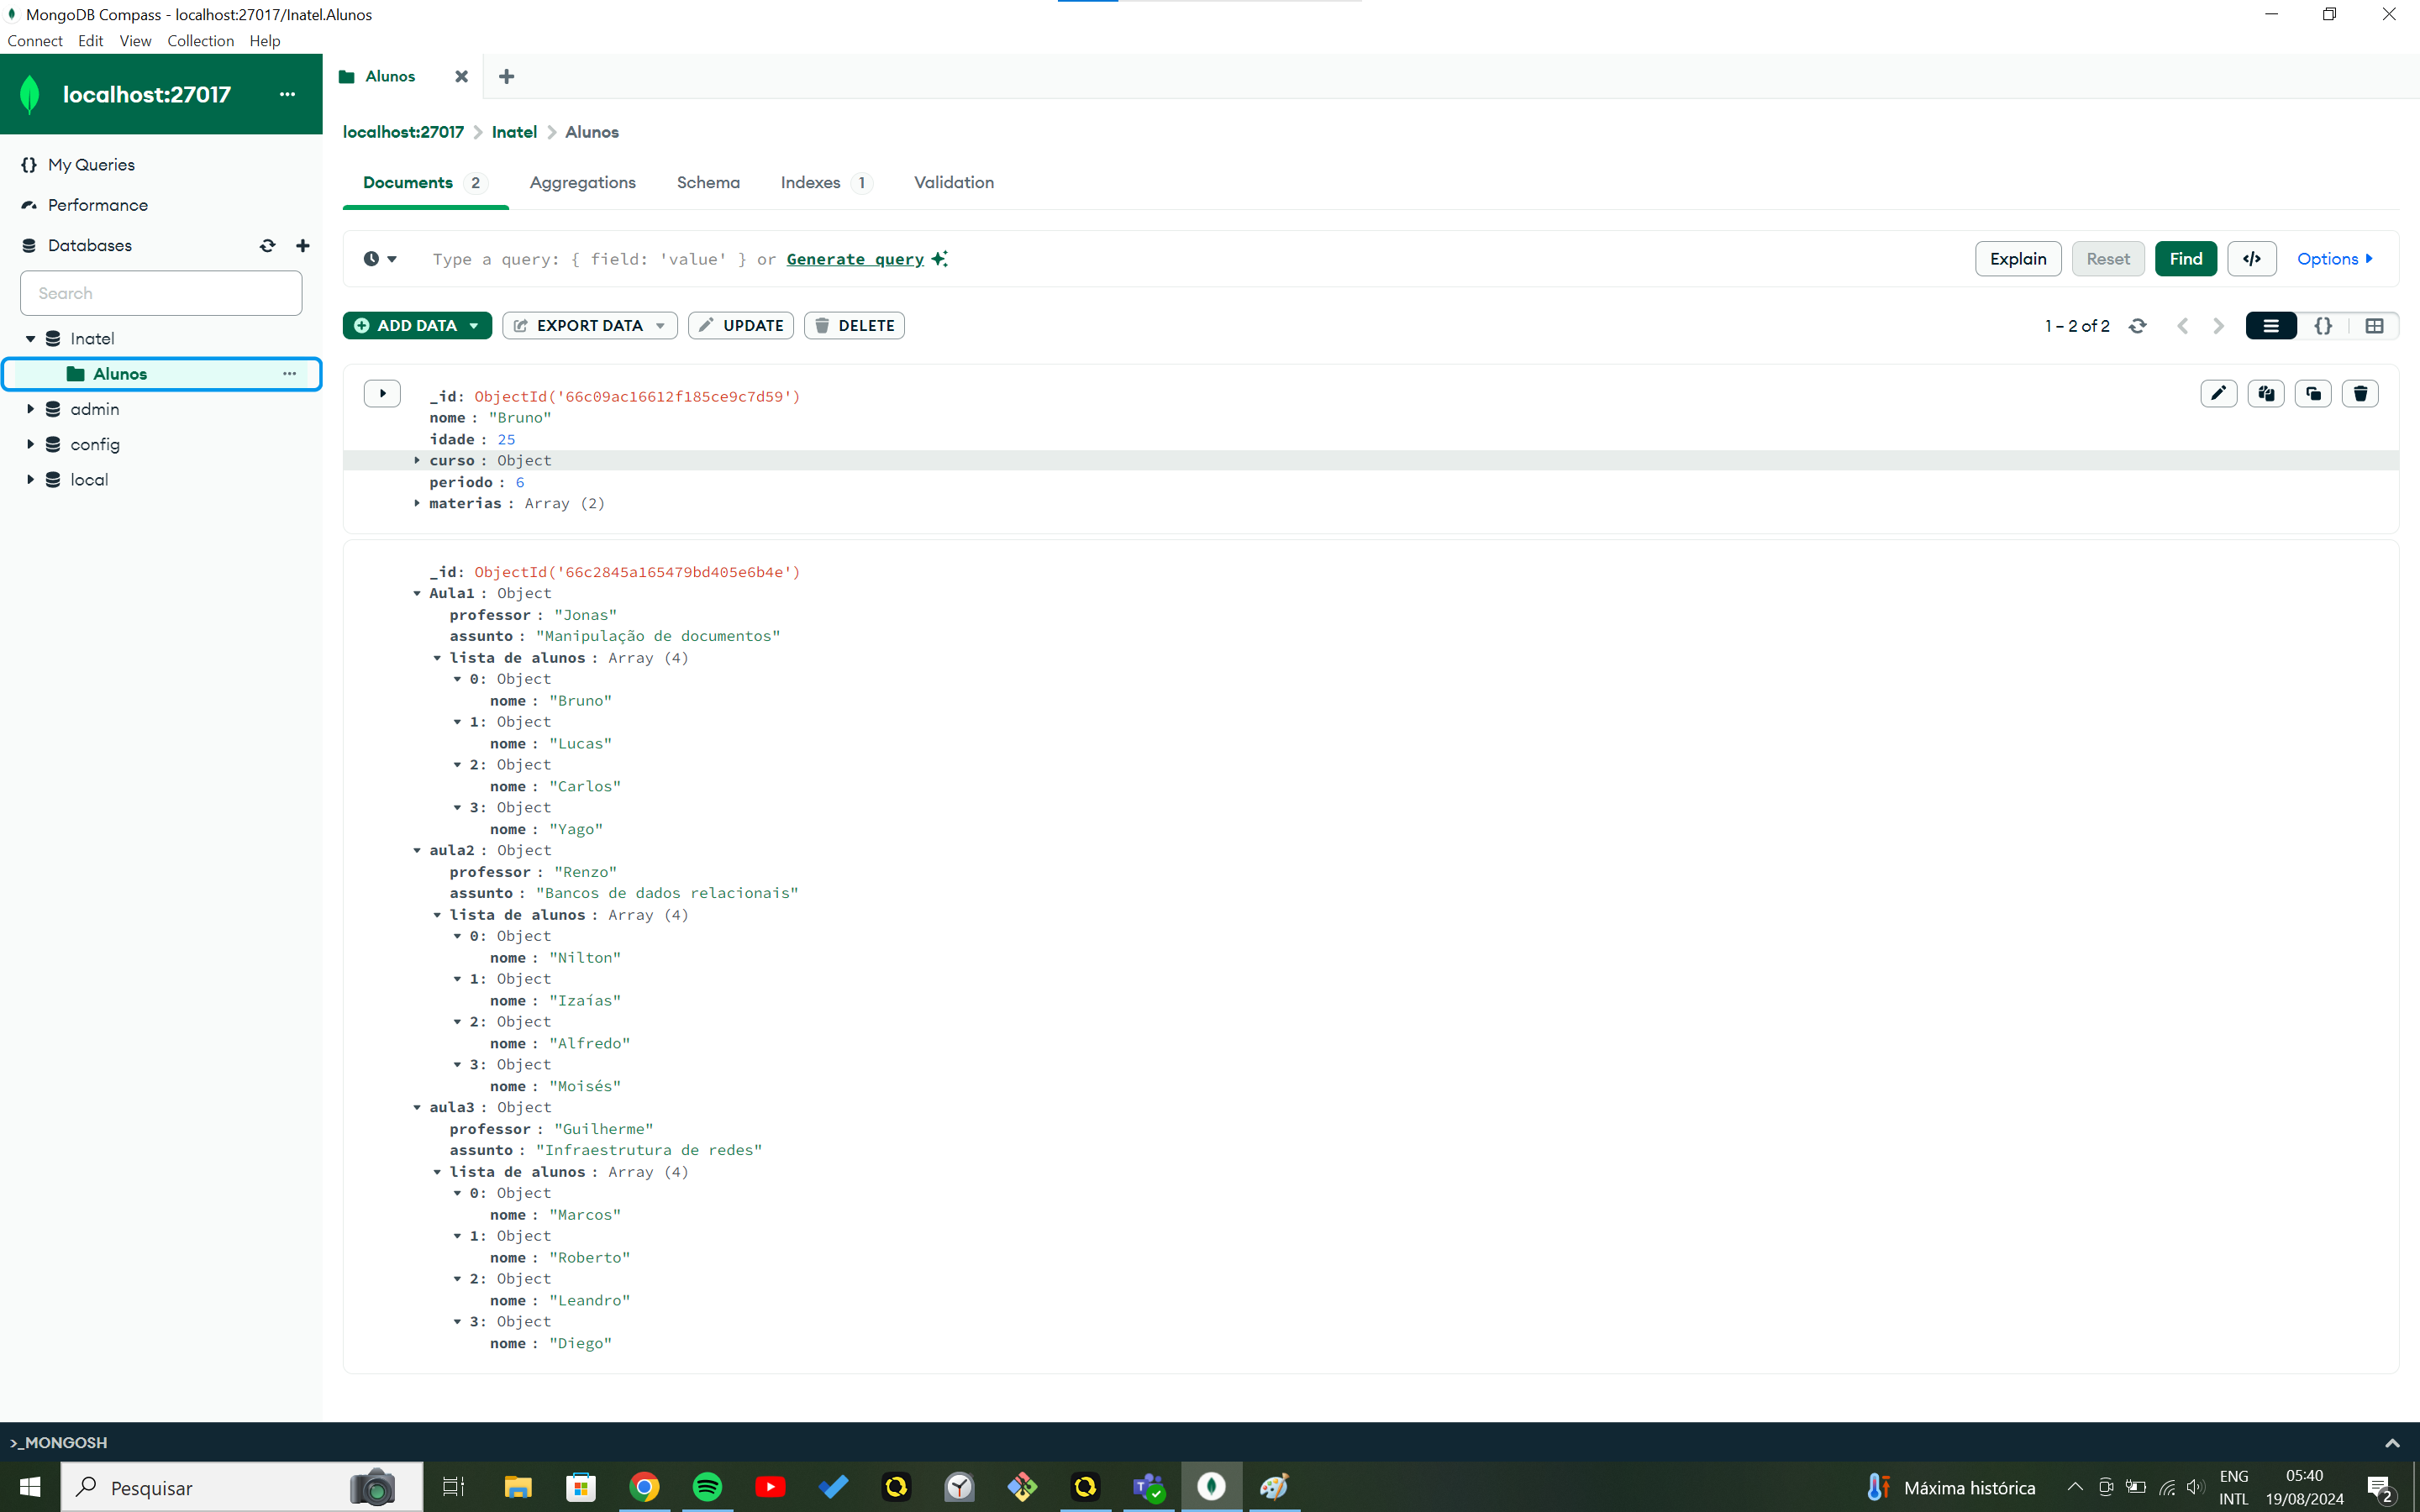 MongoDB Compass - localhost:27017/Inatel.Alunos
Connect Edit View Collection Help
localhost:27017 ...
My Queries
Performance
Databases
Search
Inatel
Alunos ...
admin
config
local
Alunos
localhost:27017 > Inatel > Alunos
Documents 2 Aggregations Schema Indexes 1 Validation
Type a query: { field: 'value' } or Generate query
Explain Reset Find </> Options
ADD DATA EXPORT DATA UPDATE DELETE
1 – 2 of 2 {}
_id: ObjectId('66c09ac16612f185ce9c7d59')
nome : "Bruno"
idade : 25
curso : Object
periodo : 6
materias : Array (2)
_id: ObjectId('66c2845a165479bd405e6b4e')
Aula1 : Object
professor : "Jonas"
assunto : "Manipulação de documentos"
lista de alunos : Array (4)
0: Object
nome : "Bruno"
1: Object
nome : "Lucas"
2: Object
nome : "Carlos"
3: Object
nome : "Yago"
aula2 : Object
professor : "Renzo"
assunto : "Bancos de dados relacionais"
lista de alunos : Array (4)
0: Object
nome : "Nilton"
1: Object
nome : "Izaías"
2: Object
nome : "Alfredo"
3: Object
nome : "Moisés"
aula3 : Object
professor : "Guilherme"
assunto : "Infraestrutura de redes"
lista de alunos : Array (4)
0: Object
nome : "Marcos"
1: Object
nome : "Roberto"
2: Object
nome : "Leandro"
3: Object
nome : "Diego"
>_MONGOSH
Pesquisar
Máxima histórica
ENG
INTL
05:40
19/08/2024
2